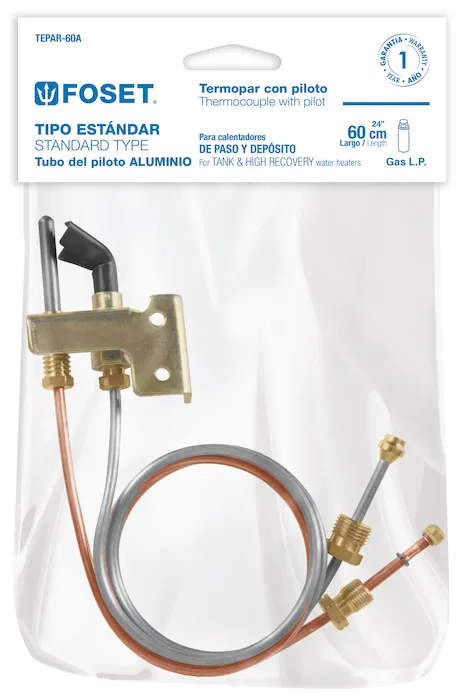 TEPAR-60A
FOSET®
TIPO ESTÁNDAR
STANDARD TYPE
Tubo del piloto ALUMINIO
Termopar con piloto
Thermocouple with pilot
Para calentadores
DE PASO Y DEPÓSITO
For TANK & HIGH RECOVERY water heaters
GARANTÍA • WARRANTY
1
YEAR • AÑO
24"
60 cm
Largo / Length
Gas L.P.